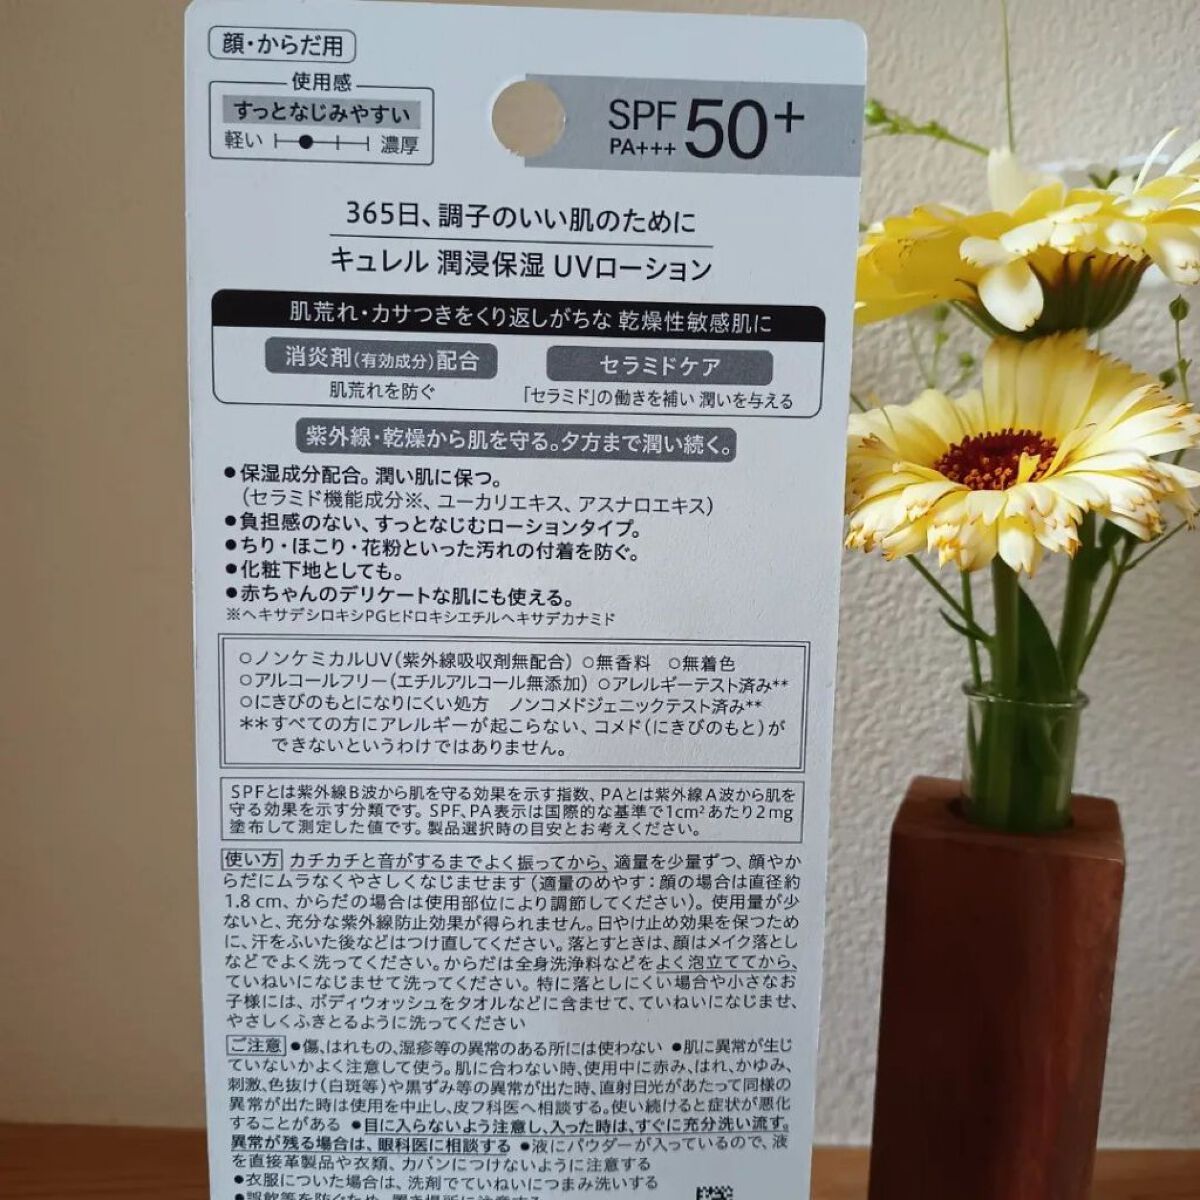 顔・からだ用
使用感
すっとなじみやすい
軽い 濃厚
SPF 50+
PA+++
365日、調子のいい肌のために
キュレル 潤浸保湿 UVローション
肌荒れ・カサつきをくり返しがちな 乾燥性敏感肌に
消炎剤(有効成分)配合
肌荒れを防ぐ
セラミドケア
「セラミド」の働きを補い 潤いを与える
紫外線・乾燥から肌を守る。夕方まで潤い続く。
●保湿成分配合。潤い肌に保つ。
(セラミド機能成分※、ユーカリエキス、アスナロエキス)
●負担感のない、すっとなじむローションタイプ。
●ちり・ほこり・花粉といった汚れの付着を防ぐ。
●化粧下地としても。
●赤ちゃんのデリケートな肌にも使える。
※ヘキサデシロキシPGヒドロキシエチルヘキサデカナミド
○ノンケミカルUV(紫外線吸収剤無配合) ○無香料 ○無着色
○アルコールフリー(エチルアルコール無添加) ○アレルギーテスト済み**
○にきびのもとになりにくい処方 ノンコメドジェニックテスト済み**
**すべての方にアレルギーが起こらない、コメド(にきびのもと)が
できないというわけではありません。
SPFとは紫外線B波から肌を守る効果を示す指数、PAとは紫外線A波から肌を
守る効果を示す分類です。SPF、PA表示は国際的な基準で1cm²あたり2mg
塗布して測定した値です。製品選択時の目安とお考えください。
使い方 カチカチと音がするまでよく振ってから、適量を少量ずつ、顔やか
らだにムラなくやさしくなじませます(適量のめやす:顔の場合は直径約
1.8 cm、からだの場合は使用部位により調節してください)。使用量が少
ないと、充分な紫外線防止効果が得られません。日やけ止め効果を保つため
に、汗をふいた後などはつけ直してください。落とすときは、顔はメイク落とし
などでよく洗ってください。からだは全身洗浄料などをよく泡立ててから、
ていねいになじませて洗ってください。特に落としにくい場合や小さなお
子様には、ボディウォッシュをタオルなどに含ませて、ていねいになじませ、
やさしくふきとるように洗ってください
ご注意 ●傷、はれもの、湿疹等の異常のある所には使わない ●肌に異常が生じ
ていないかよく注意して使う。肌に合わない時、使用中に赤み、はれ、かゆみ、
刺激、色抜け(白斑等)や黒ずみ等の異常が出た時、直射日光があたって同様の
異常が出た時は使用を中止し、皮フ科医へ相談する。使い続けると症状が悪化
することがある ●目に入らないよう注意し、入った時は、すぐに充分洗い流す。
異常が残る場合は、眼科医に相談する ●液にパウダーが入っているので、液
を直接革製品や衣類、カバンにつけないように注意する
●衣服についた場合は、洗剤でていねいにつまみ洗いする